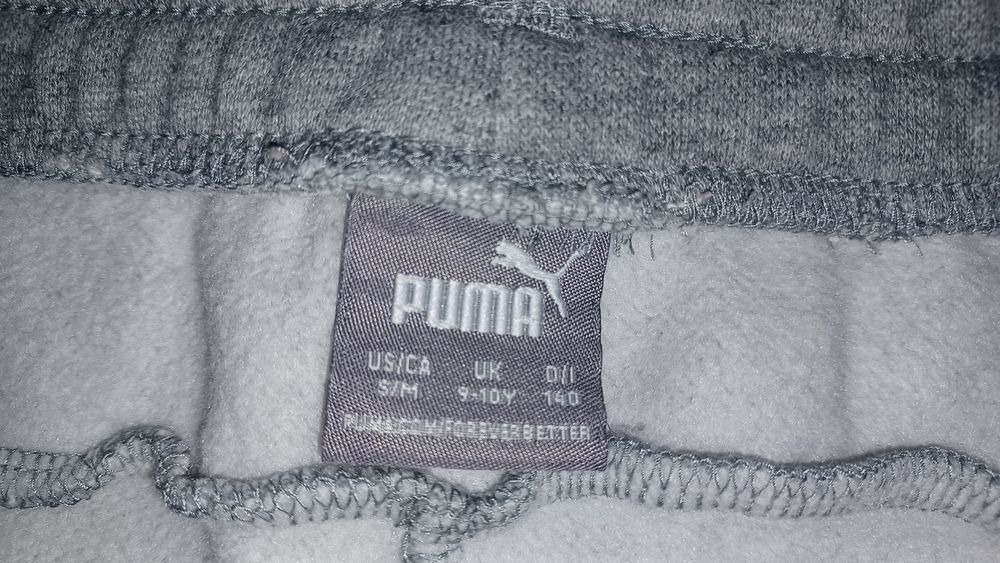 PUMA
US/CA UK D/I
S/M 9-10Y 140
PUMA.COM/FOREVERBETTER